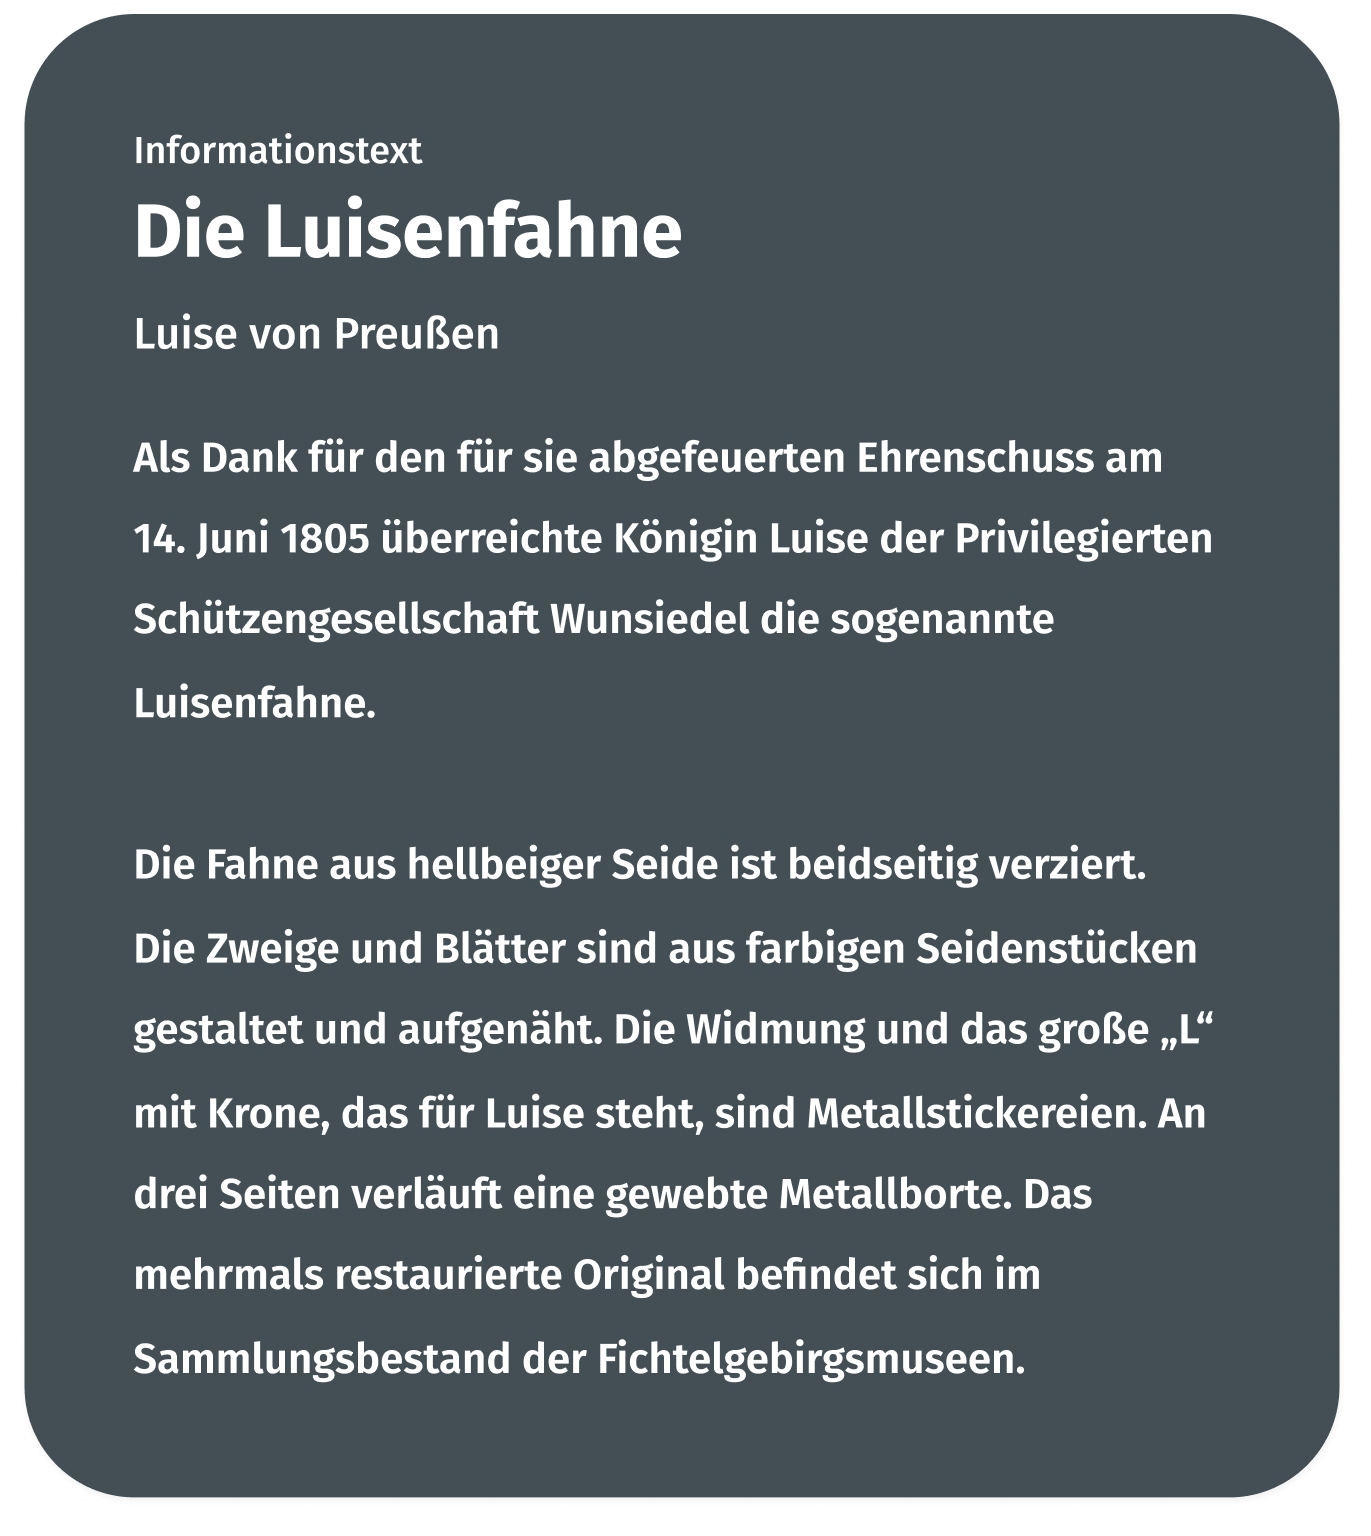 Informationstext
Die Luisenfahne
Luise von Preußen
Als Dank für den für sie abgefeuerten Ehrenschuss am
14. Juni 1805 überreichte Königin Luise der Privilegierten
Schützengesellschaft Wunsiedel die sogenannte
Luisenfahne.
Die Fahne aus hellbeiger Seide ist beidseitig verziert.
Die Zweige und Blätter sind aus farbigen Seidenstücken
gestaltet und aufgenäht. Die Widmung und das große „L“
mit Krone, das für Luise steht, sind Metallstickereien. An
drei Seiten verläuft eine gewebte Metallborte. Das
mehrmals restaurierte Original befindet sich im
Sammlungsbestand der Fichtelgebirgsmuseen.